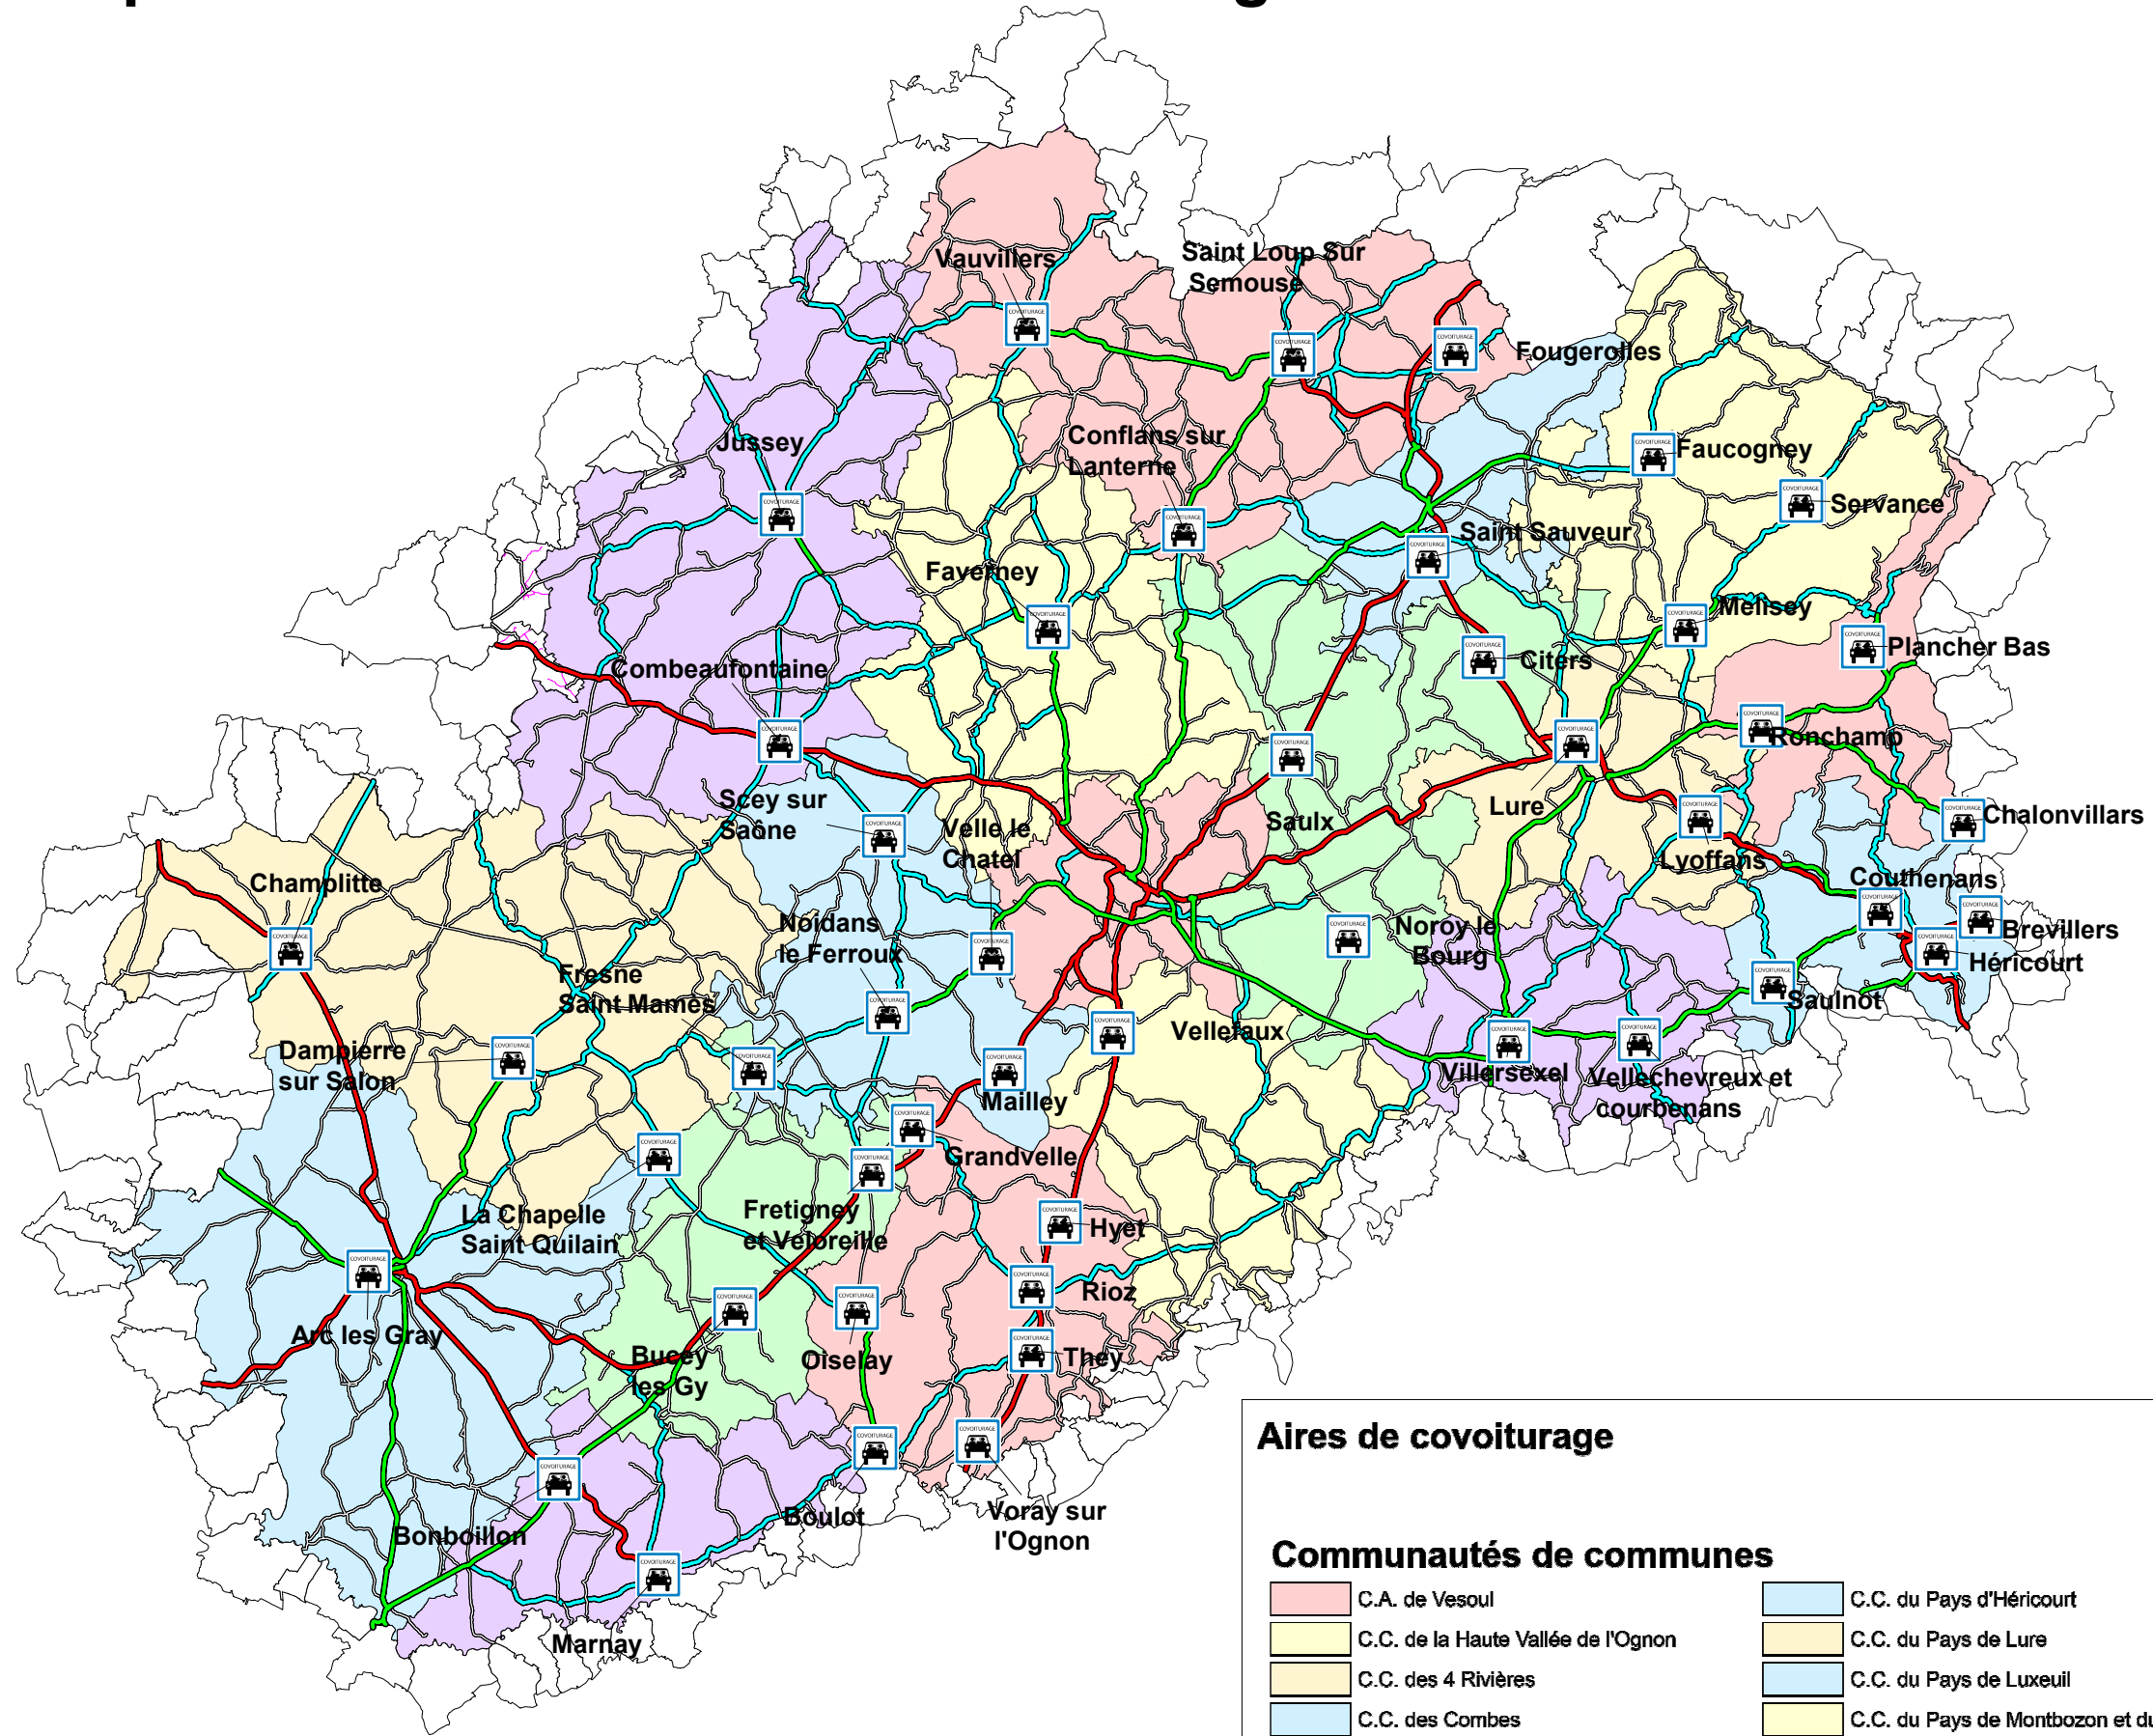 Vauvillers
Saint Loup Sur
Semouse
Fougerolles
Jussey
Conflans sur
Lanterne
Faucogney
Servance
Saint Sauveur
Faverney
Melisey
Plancher Bas
Citers
Combeaufontaine
Ronchamp
Scey sur
Saône
Velle le
Chatel
Saulx
Lure
Chalonvillars
Lyoffans
Couthenans
Champlitte
Noidans
le Ferroux
Noroy le
Bourg
Brevillers
Héricourt
Fresne
Saint Mamès
Saulnot
Vellefaux
Dampierre
sur Salon
Villersexel
Vellechevreux et
courbenans
Mailley
Grandvelle
La Chapelle
Saint Quilain
Fretigney
et Veloreille
Hyet
Rioz
Arc les Gray
Bucey
les Gy
Oiselay
They
Bonboillon
Boulot
Voray sur
l'Ognon
Marnay
Aires de covoiturage
Communautés de communes
C.A. de Vesoul
C.C. de la Haute Vallée de l'Ognon
C.C. des 4 Rivières
C.C. des Combes
C.C. du Pays d'Héricourt
C.C. du Pays de Lure
C.C. du Pays de Luxeuil
C.C. du Pays de Montbozon et du